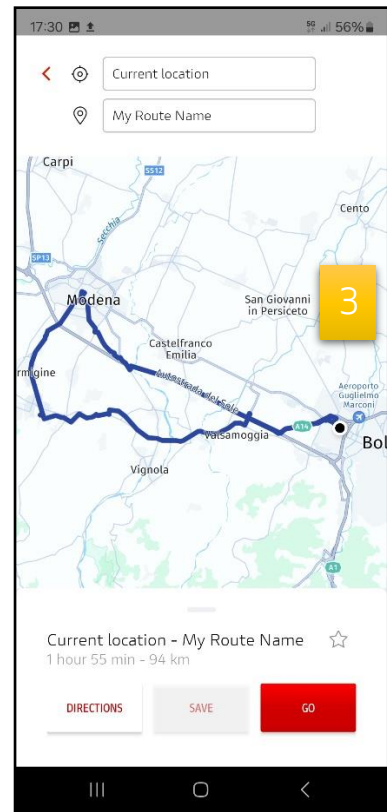 17:30 5G 56%
Current location
My Route Name
Carpi
SS12
Cento
Secchia
SP13
Modena
San Giovanni
in Persiceto
3
Castelfranco
Emilia
Autostrada del Sole
rmigine
Aeroporto
Guglielmo
Marconi
A14
Bol
Valsamoggia
Vignola
A1
Current location - My Route Name
1 hour 55 min - 94 km
DIRECTIONS SAVE GO